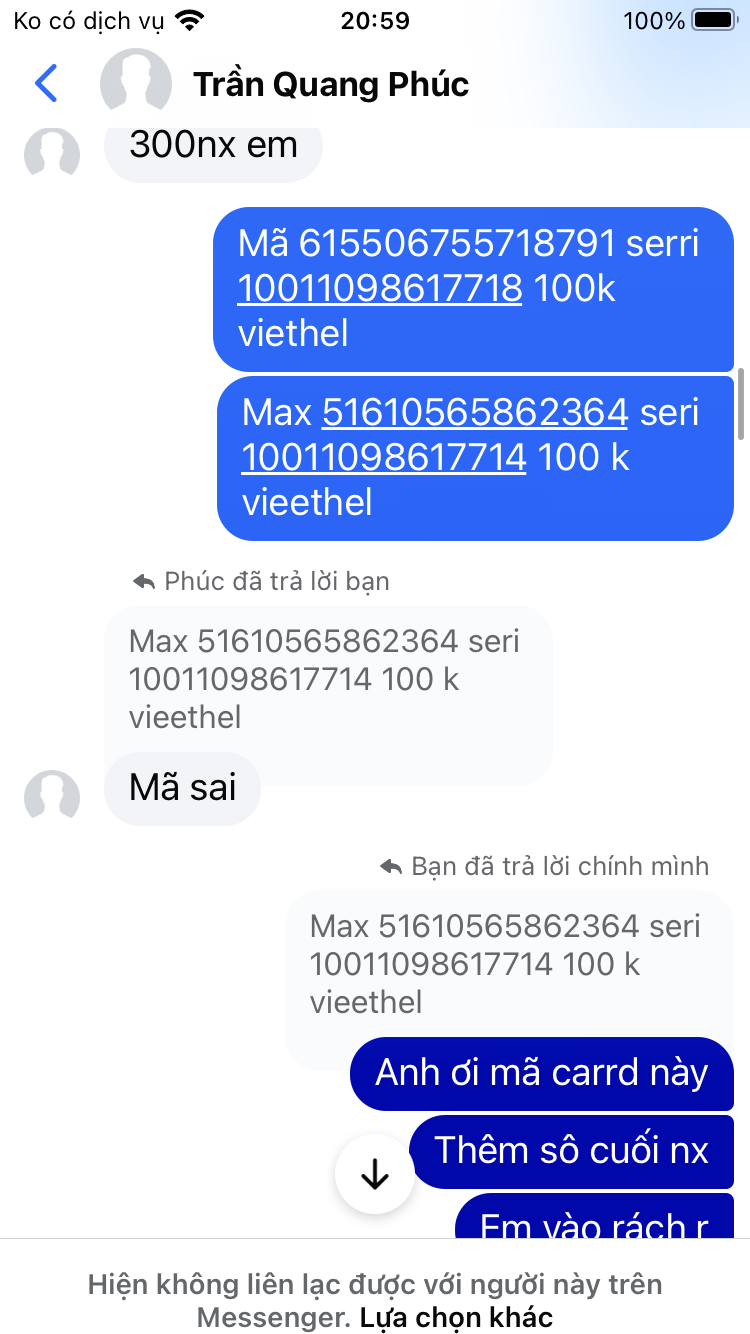 Ko có dịch vụ 20:59 100%
Trần Quang Phúc
300nx em
Mã 615506755718791 serri
10011098617718 100k
viethel
Max 51610565862364 seri
10011098617714 100 k
vieethel
Phúc đã trả lời bạn
Max 51610565862364 seri
10011098617714 100 k
vieethel
Mã sai
Bạn đã trả lời chính mình
Max 51610565862364 seri
10011098617714 100 k
vieethel
Anh ơi mã carrd này
Thêm sô cuối nx
Em vào rách r
Hiện không liên lạc được với người này trên
Messenger. Lựa chọn khác